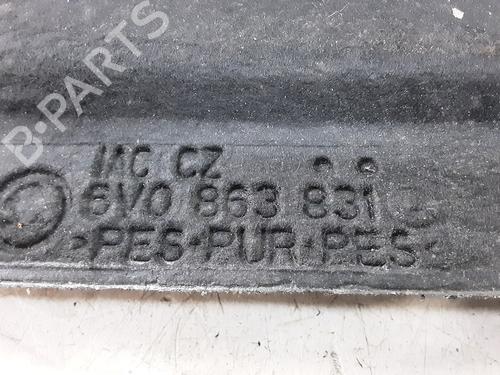 B-PARTS
IAC CZ
6V0 863 831
>PES·PUR·PES<